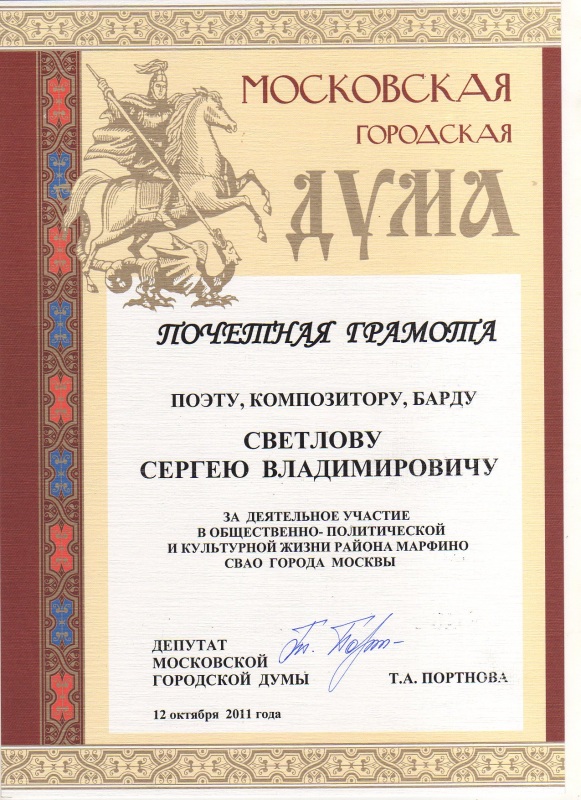 МОСКОВСКАЯ
ГОРОДСКАЯ
ДУМА
ПОЧЕТНАЯ ГРАМОТА
ПОЭТУ, КОМПОЗИТОРУ, БАРДУ
СВЕТЛОВУ
СЕРГЕЮ ВЛАДИМИРОВИЧУ
ЗА ДЕЯТЕЛЬНОЕ УЧАСТИЕ
В ОБЩЕСТВЕННО- ПОЛИТИЧЕСКОЙ
И КУЛЬТУРНОЙ ЖИЗНИ РАЙОНА МАРФИНО
СВАО ГОРОДА МОСКВЫ
ДЕПУТАТ
МОСКОВСКОЙ
ГОРОДСКОЙ ДУМЫ
Т.А. ПОРТНОВА
12 октября 2011 года